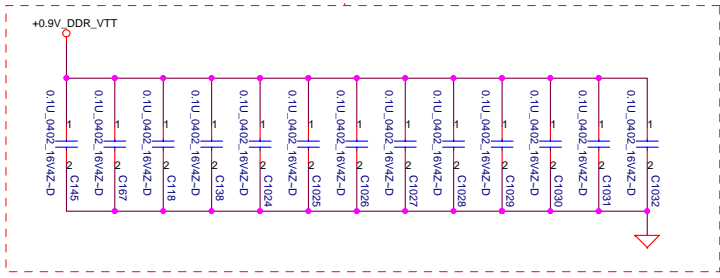 +0.9V_DDR_VTT
0.1U_0402_16V4Z~D
1
2
C145
0.1U_0402_16V4Z~D
1
2
C167
0.1U_0402_16V4Z~D
1
2
C118
0.1U_0402_16V4Z~D
1
2
C138
0.1U_0402_16V4Z~D
1
2
C1024
0.1U_0402_16V4Z~D
1
2
C1025
0.1U_0402_16V4Z~D
1
2
C1026
0.1U_0402_16V4Z~D
1
2
C1027
0.1U_0402_16V4Z~D
1
2
C1028
0.1U_0402_16V4Z~D
1
2
C1029
0.1U_0402_16V4Z~D
1
2
C1030
0.1U_0402_16V4Z~D
1
2
C1031
0.1U_0402_16V4Z~D
1
2
C1032